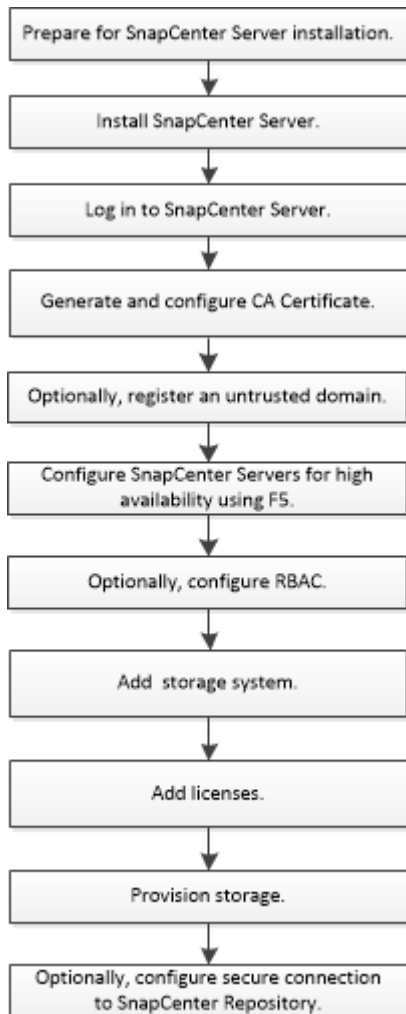 Prepare for SnapCenter Server installation.
Install SnapCenter Server.
Log in to SnapCenter Server.
Generate and configure CA Certificate.
Optionally, register an untrusted domain.
Configure SnapCenter Servers for high
availability using F5.
Optionally, configure RBAC.
Add storage system.
Add licenses.
Provision storage.
Optionally, configure secure connection
to SnapCenter Repository.